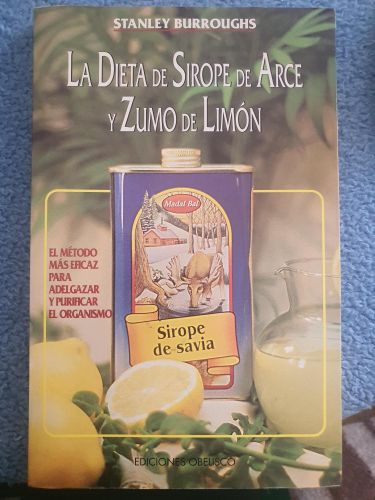 STANLEY BURROUGHS
LA DIETA DE SIROPE DE ARCE
Y ZUMO DE LIMÓN
Madal Bal
EL MÉTODO
MÁS EFICAZ
PARA
ADELGAZAR
Y PURIFICAR
EL ORGANISMO
Sirope
de savia
EDICIONES OBELISCO